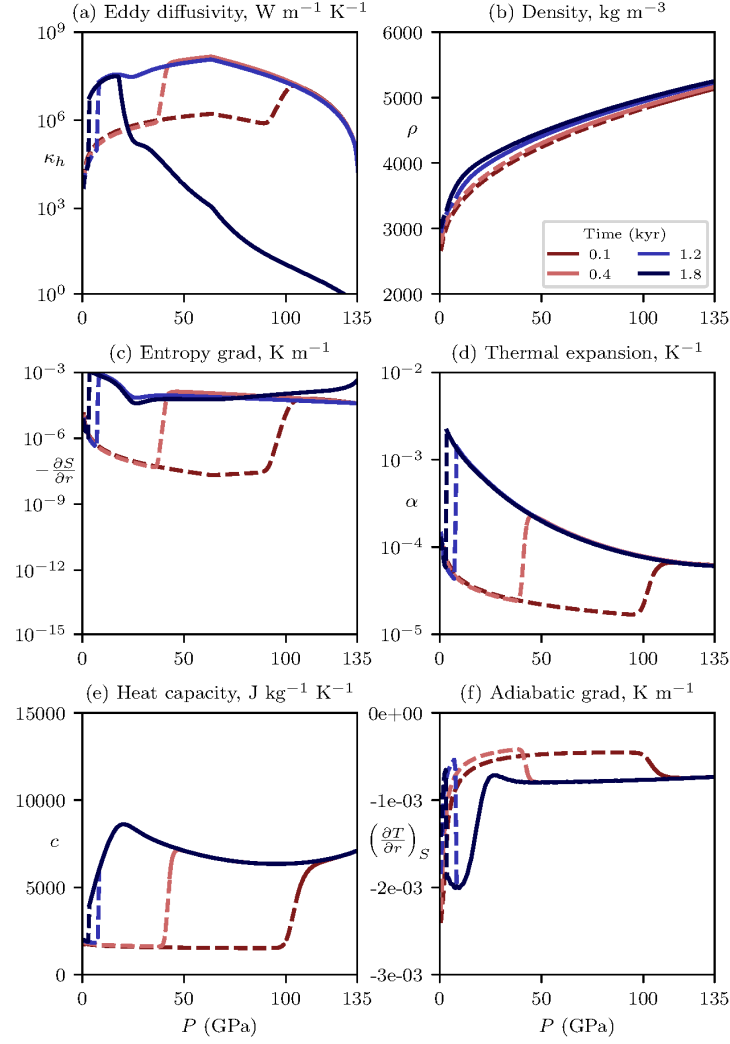 (a) Eddy diffusivity, W m⁻¹ K⁻¹
(b) Density, kg m⁻³
10⁹
10⁶
κₕ
10³
10⁰
0
50
100
135
6000
5000
ρ
4000
3000
2000
Time (kyr)
0.1
1.2
0.4
1.8
0
50
100
135
(c) Entropy grad, K m⁻¹
(d) Thermal expansion, K⁻¹
10⁻³
10⁻⁶
−∂S/∂r
10⁻⁹
10⁻¹²
10⁻¹⁵
0
50
100
135
10⁻²
10⁻³
α
10⁻⁴
10⁻⁵
0
50
100
135
(e) Heat capacity, J kg⁻¹ K⁻¹
(f) Adiabatic grad, K m⁻¹
15000
10000
c
5000
0
0
50
100
135
P (GPa)
0e+00
-1e-03
(∂T/∂r)_S
-2e-03
-3e-03
0
50
100
135
P (GPa)